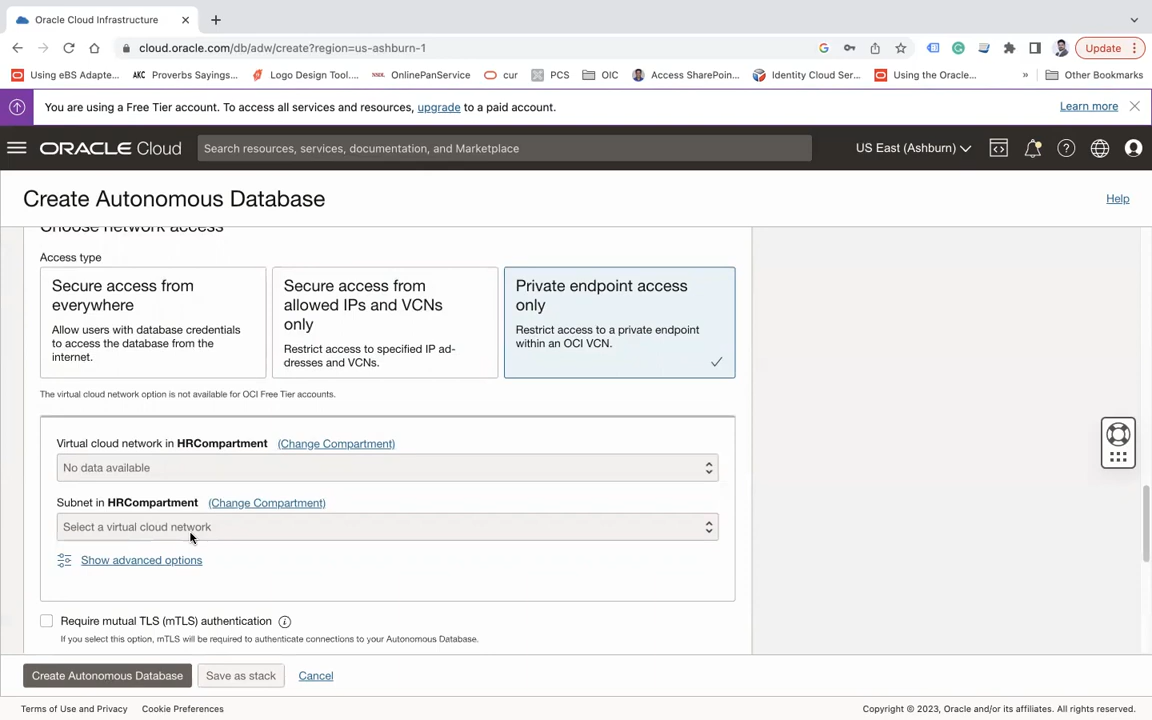 Oracle Cloud Infrastructure
cloud.oracle.com/db/adw/create?region=us-ashburn-1
Update
Using eBS Adapte...
AKC Proverbs Sayings...
Logo Design Tool....
OnlinePanService
cur
PCS
OIC
Access SharePoin...
Identity Cloud Ser...
Using the Oracle...
»
Other Bookmarks
You are using a Free Tier account. To access all services and resources, upgrade to a paid account.
Learn more
ORACLE Cloud
Search resources, services, documentation, and Marketplace
US East (Ashburn)
Create Autonomous Database
Help
Choose network access
Access type
Secure access from
everywhere
Allow users with database credentials
to access the database from the
internet.
Secure access from
allowed IPs and VCNs
only
Restrict access to specified IP ad-
dresses and VCNs.
Private endpoint access
only
Restrict access to a private endpoint
within an OCI VCN.
The virtual cloud network option is not available for OCI Free Tier accounts.
Virtual cloud network in HRCompartment (Change Compartment)
No data available
Subnet in HRCompartment (Change Compartment)
Select a virtual cloud network
Show advanced options
Require mutual TLS (mTLS) authentication
If you select this option, mTLS will be required to authenticate connections to your Autonomous Database.
Create Autonomous Database
Save as stack
Cancel
Terms of Use and Privacy
Cookie Preferences
Copyright © 2023, Oracle and/or its affiliates. All rights reserved.